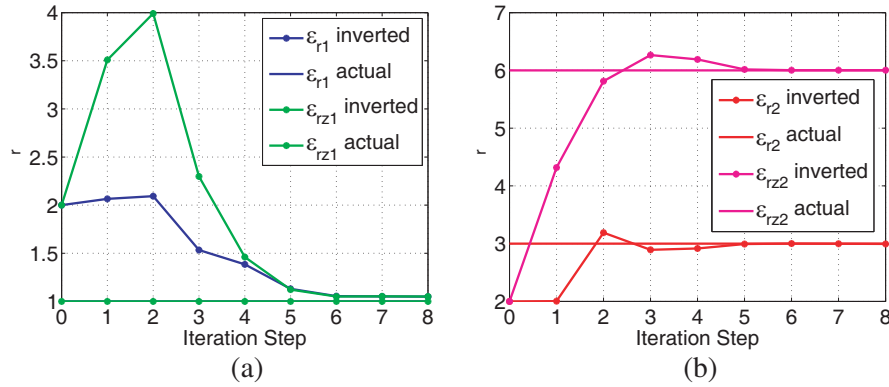 4
3.5
3
2.5
2
1.5
1
r
0 1 2 3 4 5 6 7 8
Iteration Step
εr1 inverted
εr1 actual
εrz1 inverted
εrz1 actual
(a)
7
6
5
4
3
2
r
0 1 2 3 4 5 6 7 8
Iteration Step
εr2 inverted
εr2 actual
εrz2 inverted
εrz2 actual
(b)